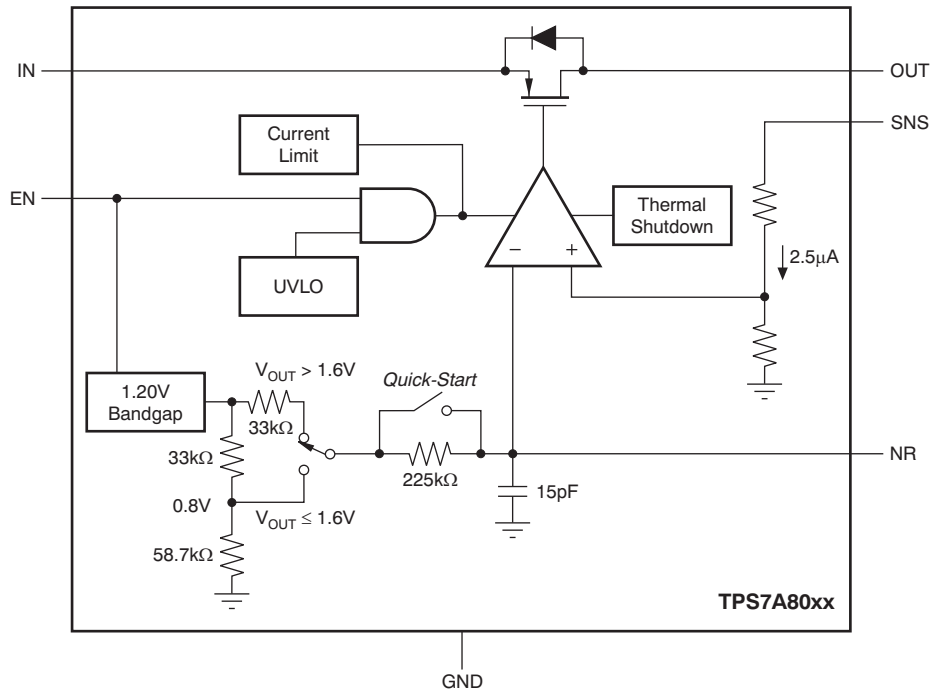 IN
OUT
SNS
Current
Limit
EN
Thermal
Shutdown
−
+
2.5µA
UVLO
V_OUT > 1.6V
Quick-Start
1.20V
Bandgap
33kΩ
33kΩ
225kΩ
NR
15pF
0.8V
V_OUT ≤ 1.6V
58.7kΩ
TPS7A80xx
GND